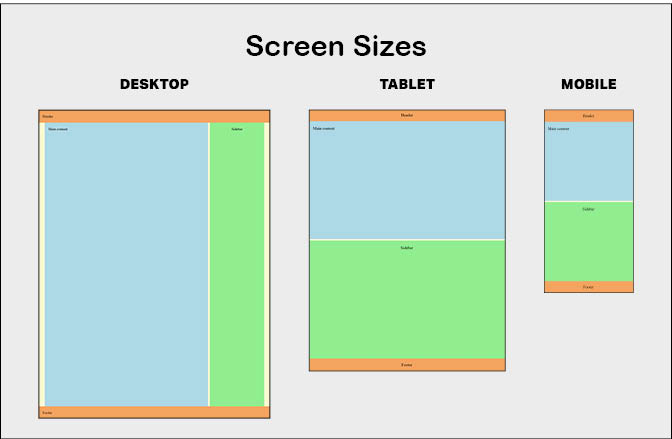 Screen Sizes
DESKTOP
TABLET
MOBILE
Header
Main content
Sidebar
Footer
Header
Main content
Sidebar
Footer
Header
Main content
Sidebar
Footer